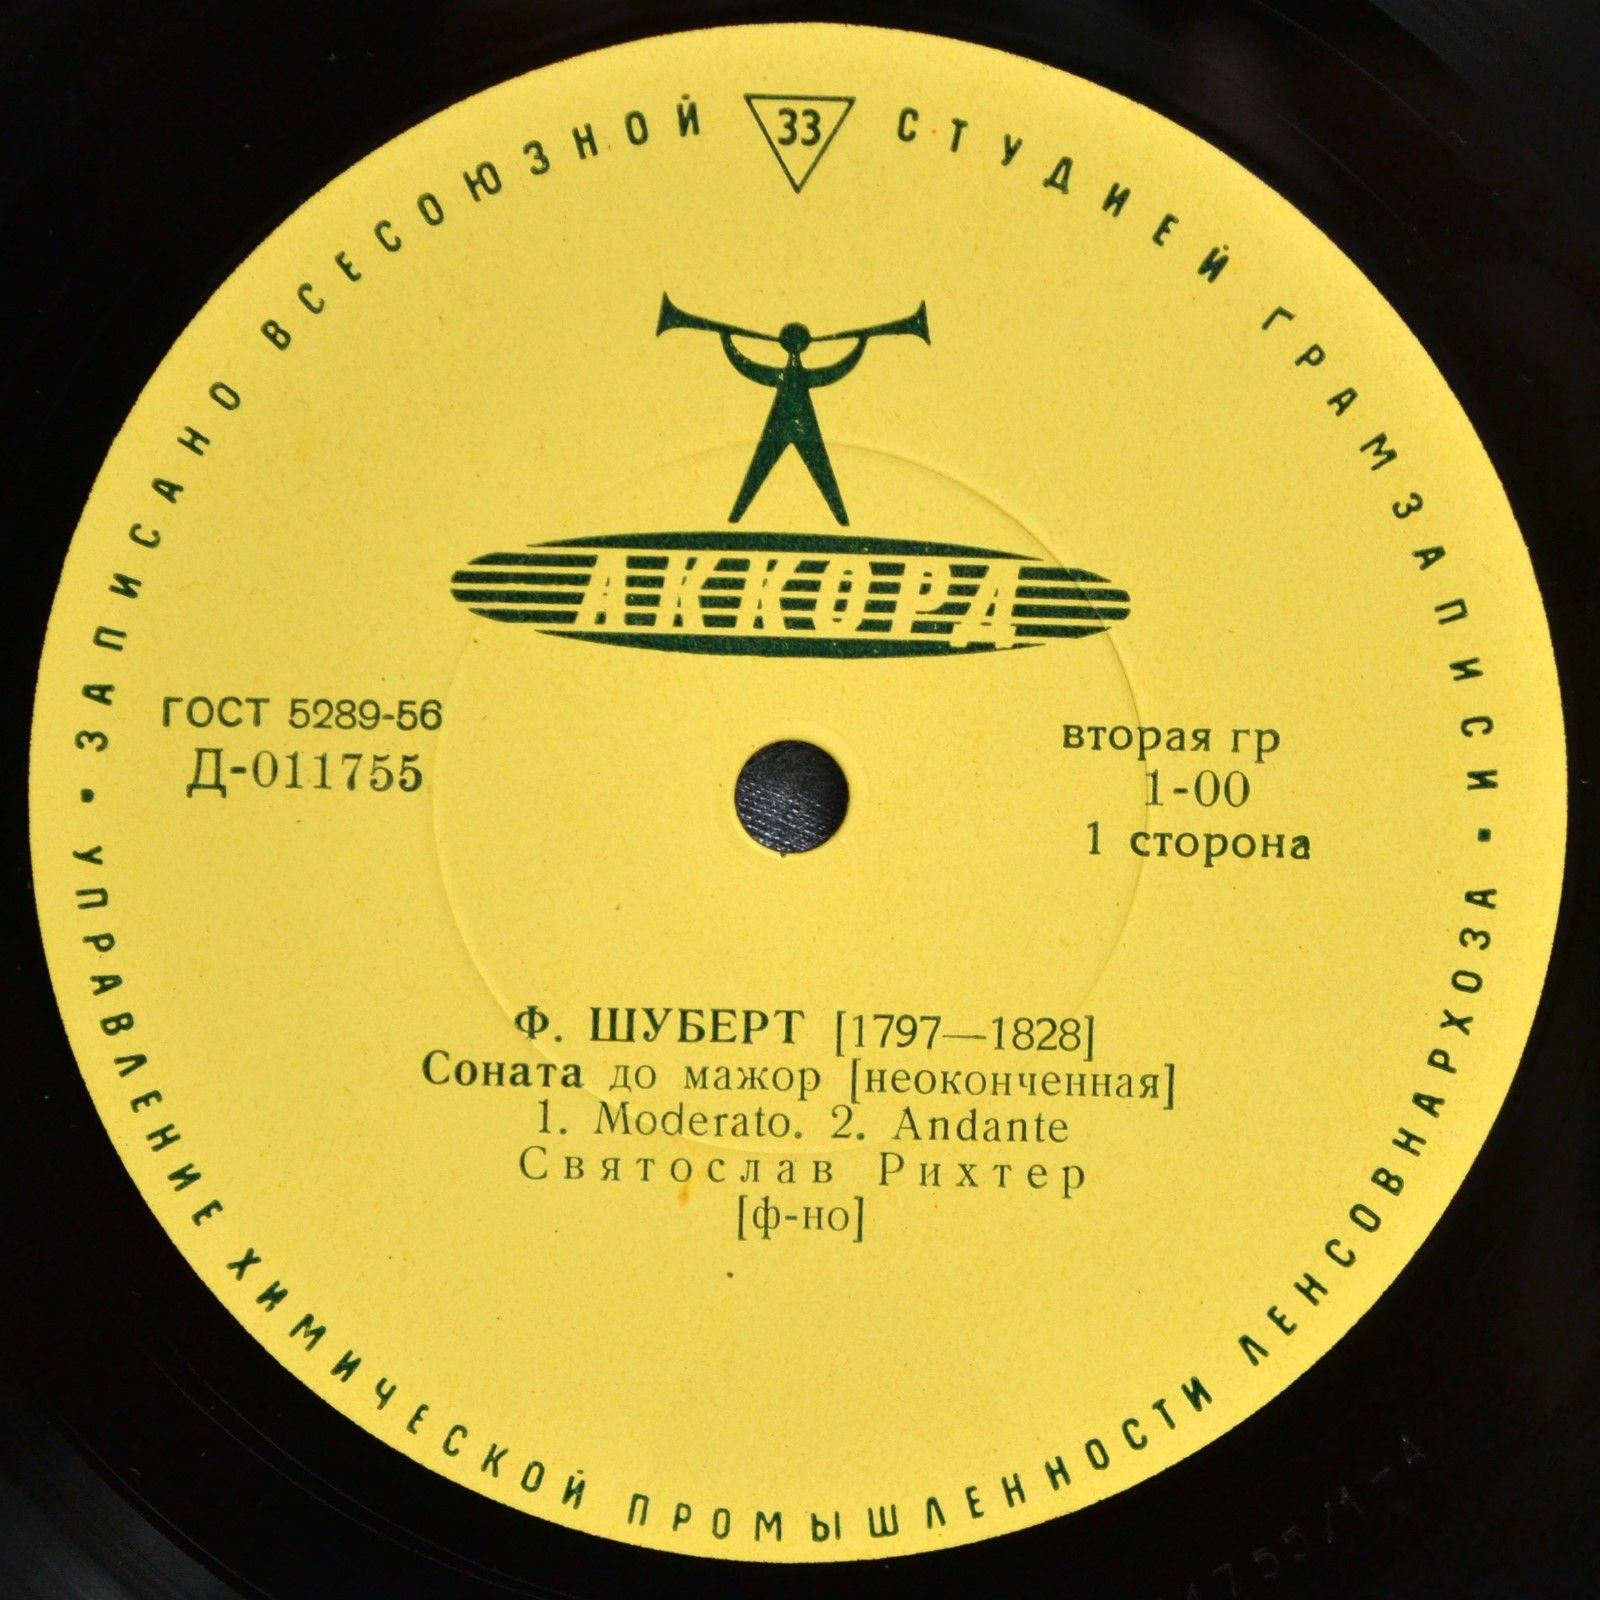 ЗАПИСАНО ВСЕСОЮЗНОЙ СТУДИЕЙ ГРАМЗАПИСИ
33
АККОРД
ГОСТ 5289-56
Д-011755
вторая гр
1-00
1 сторона
Ф. ШУБЕРТ [1797—1828]
Соната до мажор [неоконченная]
1. Moderato. 2. Andante
Святослав Рихтер
[ф-но]
УПРАВЛЕНИЕ ХИМИЧЕСКОЙ ПРОМЫШЛЕННОСТИ ЛЕНСОВНАРХОЗА